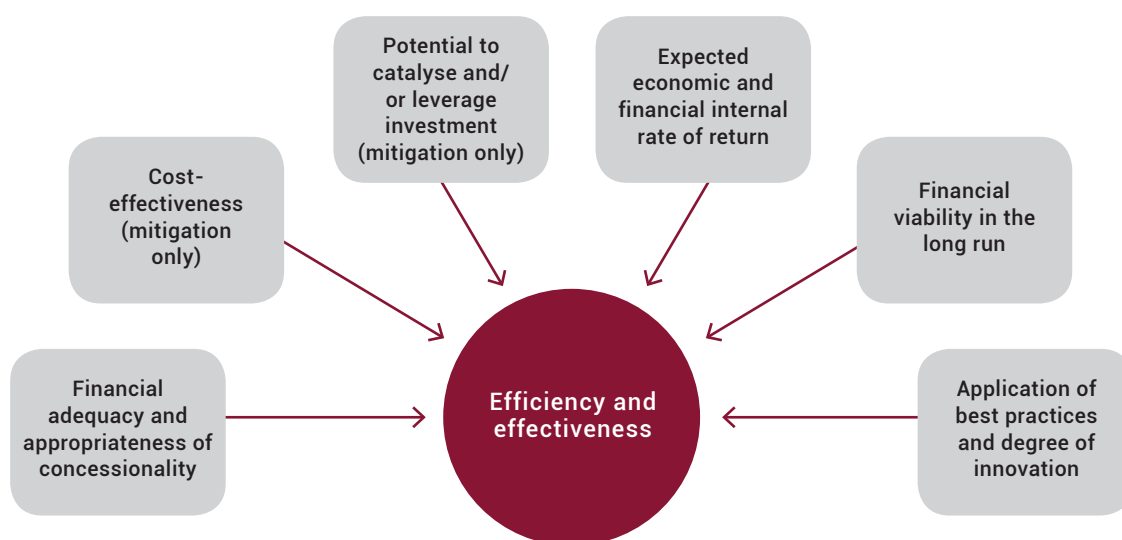 Potential to
catalyse and/
or leverage
investment
(mitigation only)
Expected
economic and
financial internal
rate of return
Cost-
effectiveness
(mitigation
only)
Financial
viability in the
long run
Financial
adequacy and
appropriateness of
concessionality
Efficiency and
effectiveness
Application of
best practices
and degree of
innovation